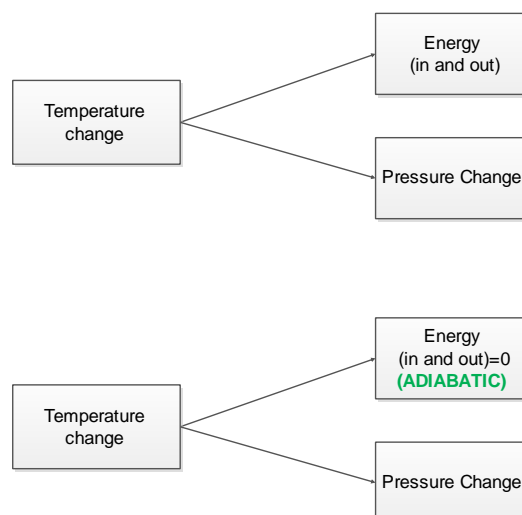 Energy
(in and out)
Temperature
change
Pressure Change
Energy
(in and out)=0
(ADIABATIC)
Temperature
change
Pressure Change